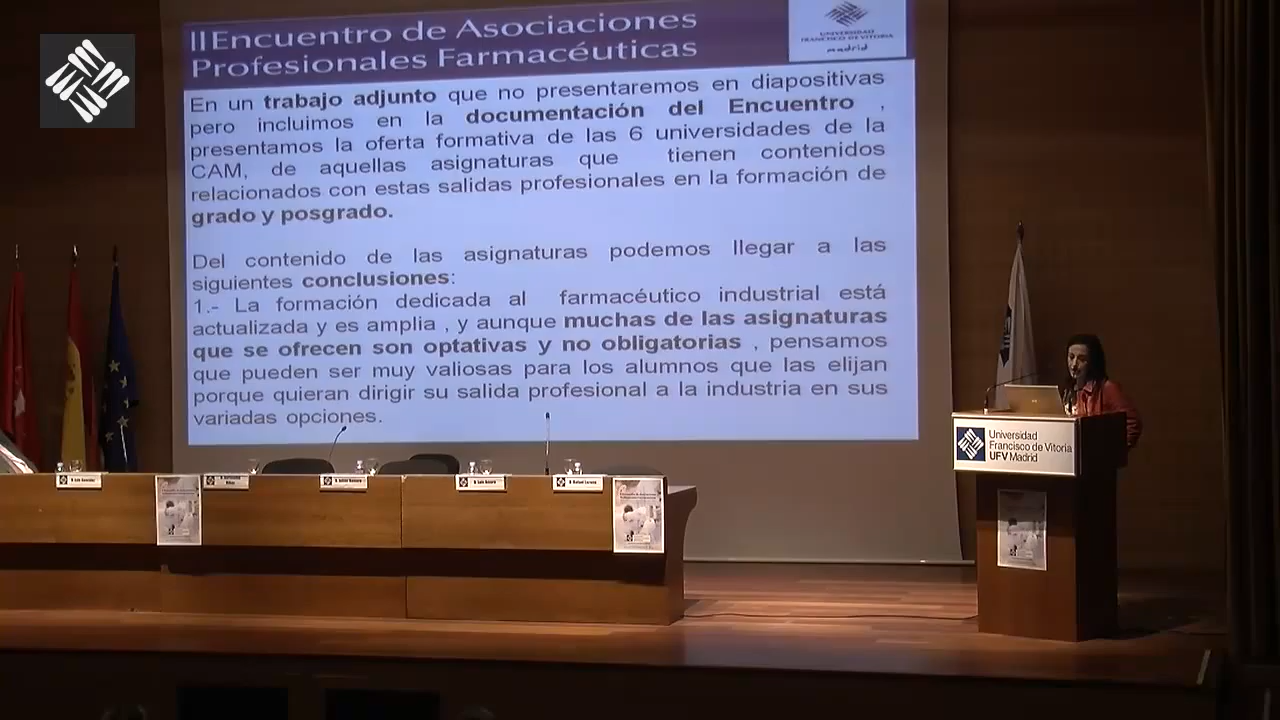 II Encuentro de Asociaciones
Profesionales Farmacéuticas
UNIVERSIDAD
FRANCISCO DE VITORIA
madrid
En un trabajo adjunto que no presentaremos en diapositivas
pero incluimos en la documentación del Encuentro ,
presentamos la oferta formativa de las 6 universidades de la
CAM, de aquellas asignaturas que tienen contenidos
relacionados con estas salidas profesionales en la formación de
grado y posgrado.
Del contenido de las asignaturas podemos llegar a las
siguientes conclusiones:
1.- La formación dedicada al farmacéutico industrial está
actualizada y es amplia , y aunque muchas de las asignaturas
que se ofrecen son optativas y no obligatorias , pensamos
que pueden ser muy valiosas para los alumnos que las elijan
porque quieran dirigir su salida profesional a la industria en sus
variadas opciones.
Universidad
Francisco de Vitoria
UFV Madrid